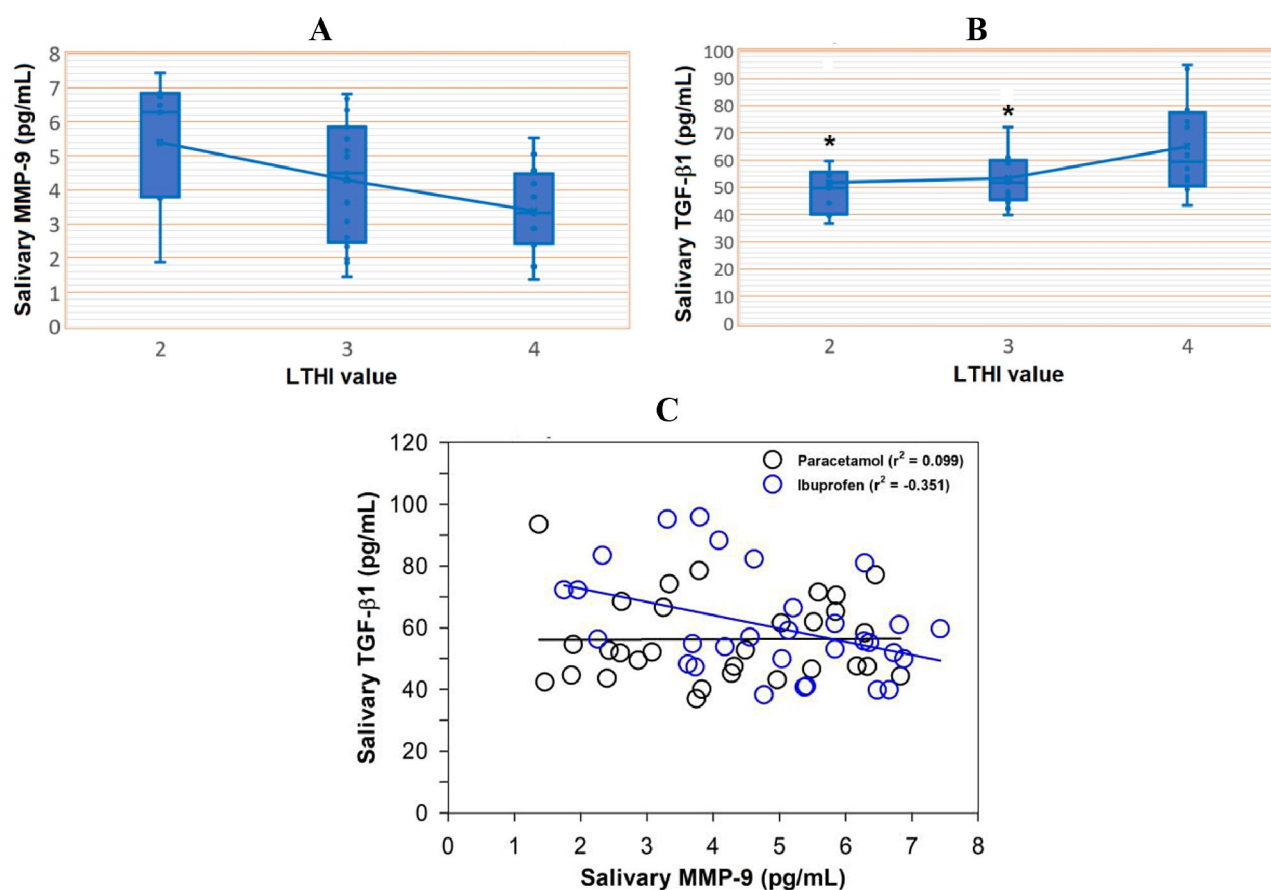 A
8
7
6
5
4
3
2
1
0
Salivary MMP-9 (pg/mL)
2 3 4
LTHI value
B
100
90
80
70
60
50
40
30
20
10
0
Salivary TGF-β1 (pg/mL)
*
*
2 3 4
LTHI value
C
120
100
80
60
40
20
0
Salivary TGF-β1 (pg/mL)
Paracetamol (r² = 0.099)
Ibuprofen (r² = -0.351)
0 1 2 3 4 5 6 7 8
Salivary MMP-9 (pg/mL)